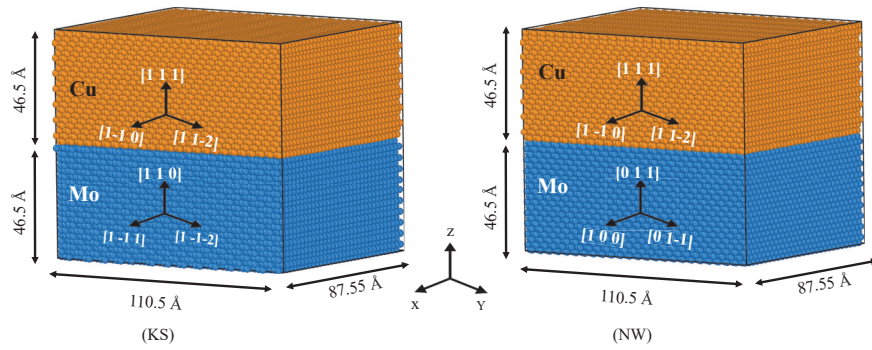 46.5 Å
Cu
[1 1 1]
[1 -1 0]
[1 1 -2]
46.5 Å
Mo
[1 1 0]
[1 -1 1]
[1 -1 -2]
110.5 Å
87.55 Å
(KS)
z
x
Y
46.5 Å
Cu
[1 1 1]
[1 -1 0]
[1 1 -2]
46.5 Å
Mo
[0 1 1]
[1 0 0]
[0 1 -1]
110.5 Å
87.55 Å
(NW)